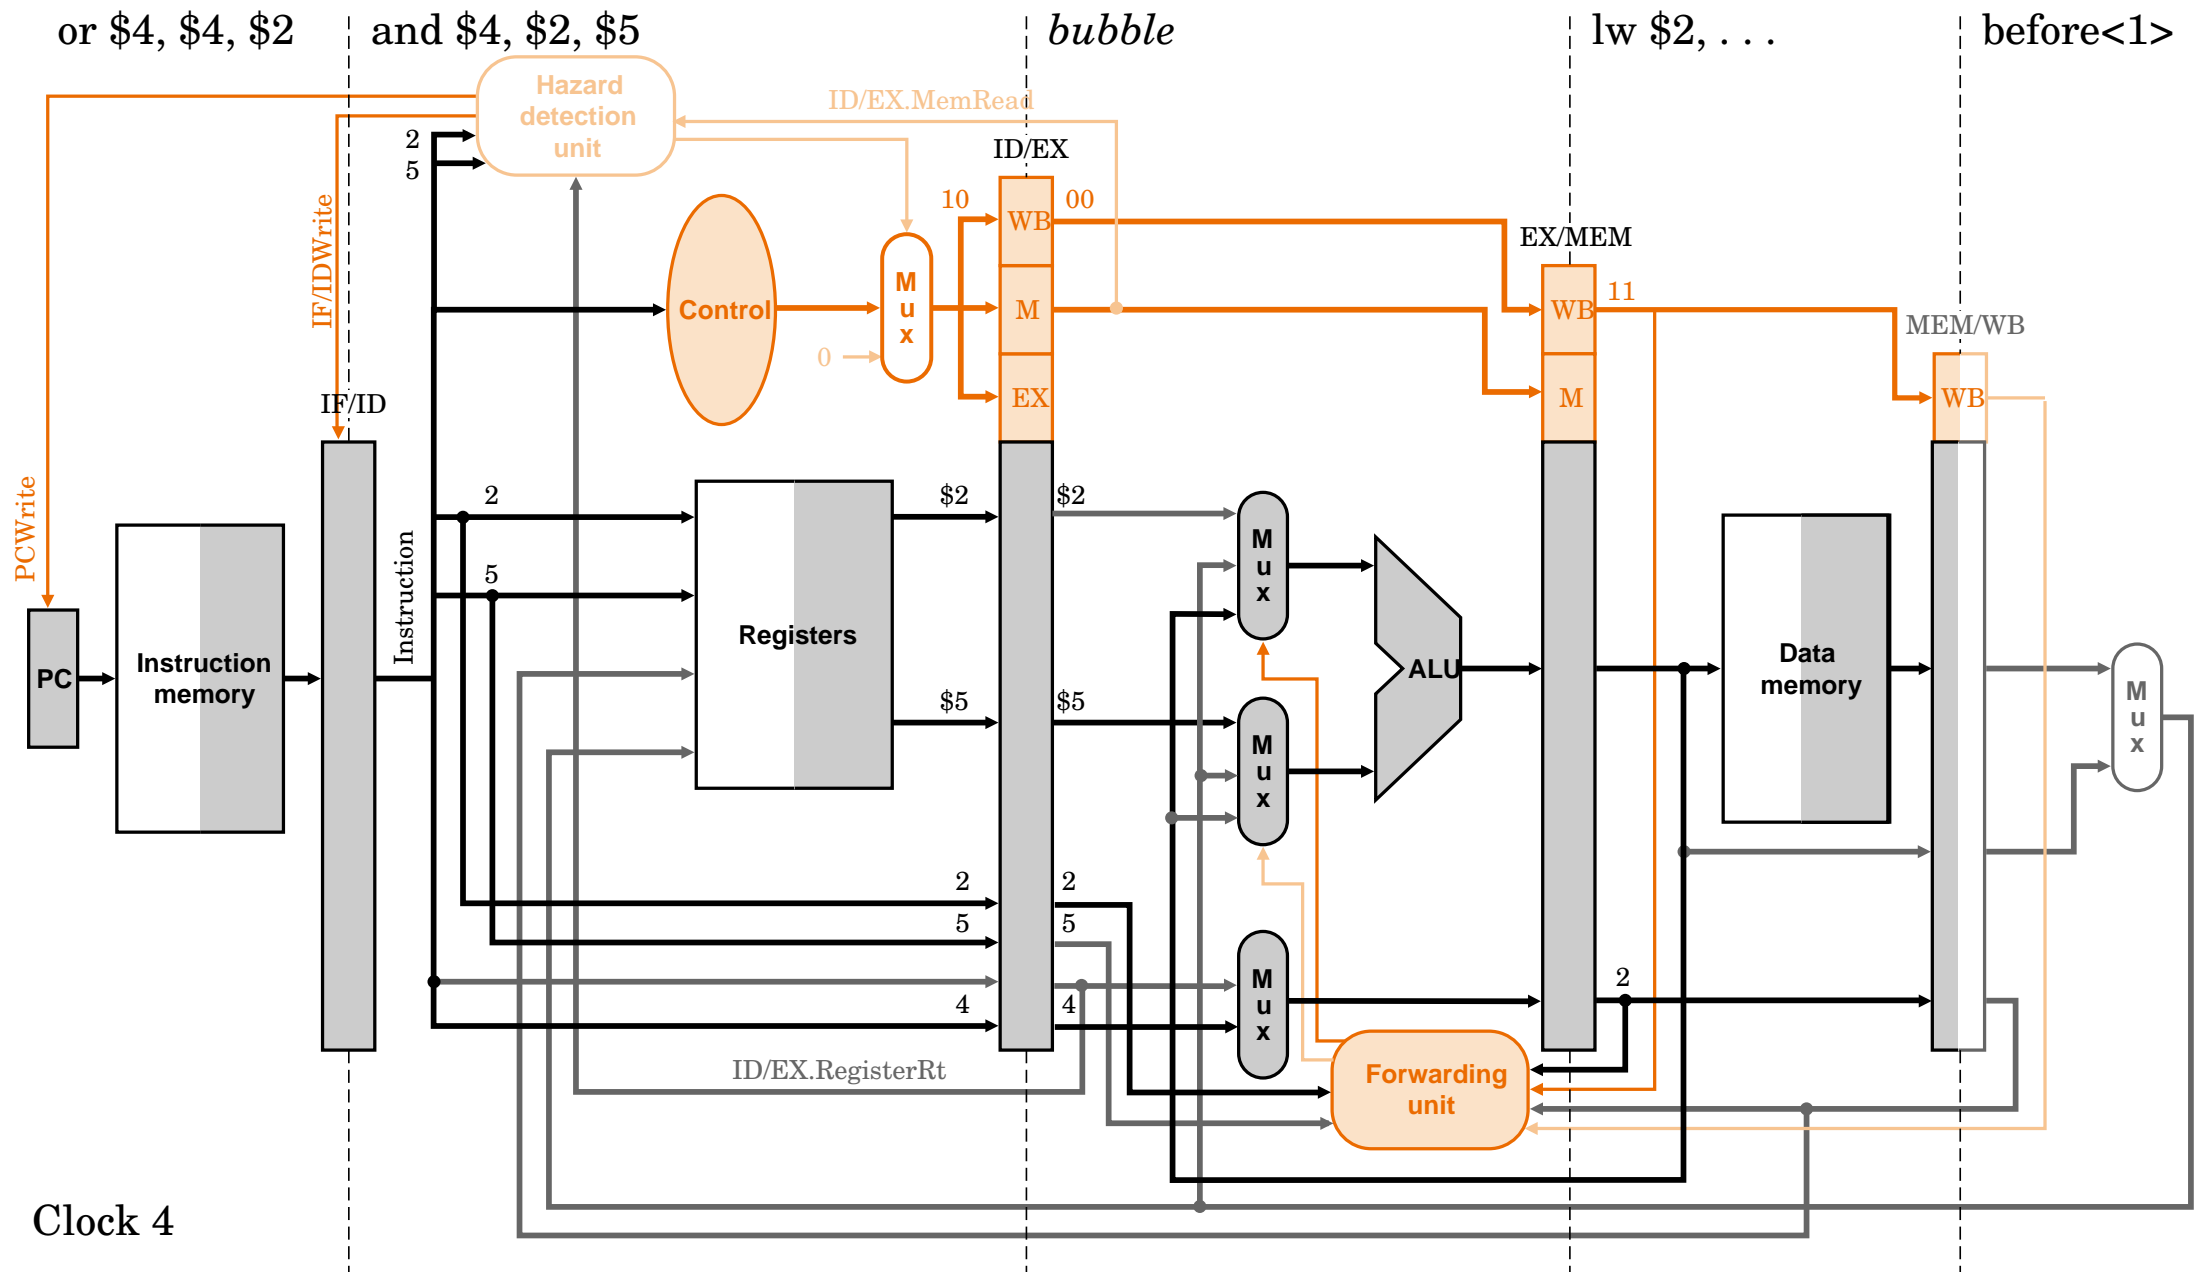 or $4, $4, $2
and $4, $2, $5
bubble
lw $2, . . .
before<1>
Hazard
detection
unit
ID/EX.MemRead
2
5
ID/EX
10
WB
00
EX/MEM
IF/IDWrite
Control
M
u
x
0
M
EX
WB
11
M
MEM/WB
WB
IF/ID
PCWrite
PC
Instruction
memory
Instruction
2
5
Registers
$2
$5
$2
$5
M
u
x
M
u
x
ALU
Data
memory
M
u
x
2
5
4
2
5
4
M
u
x
2
ID/EX.RegisterRt
Forwarding
unit
Clock 4